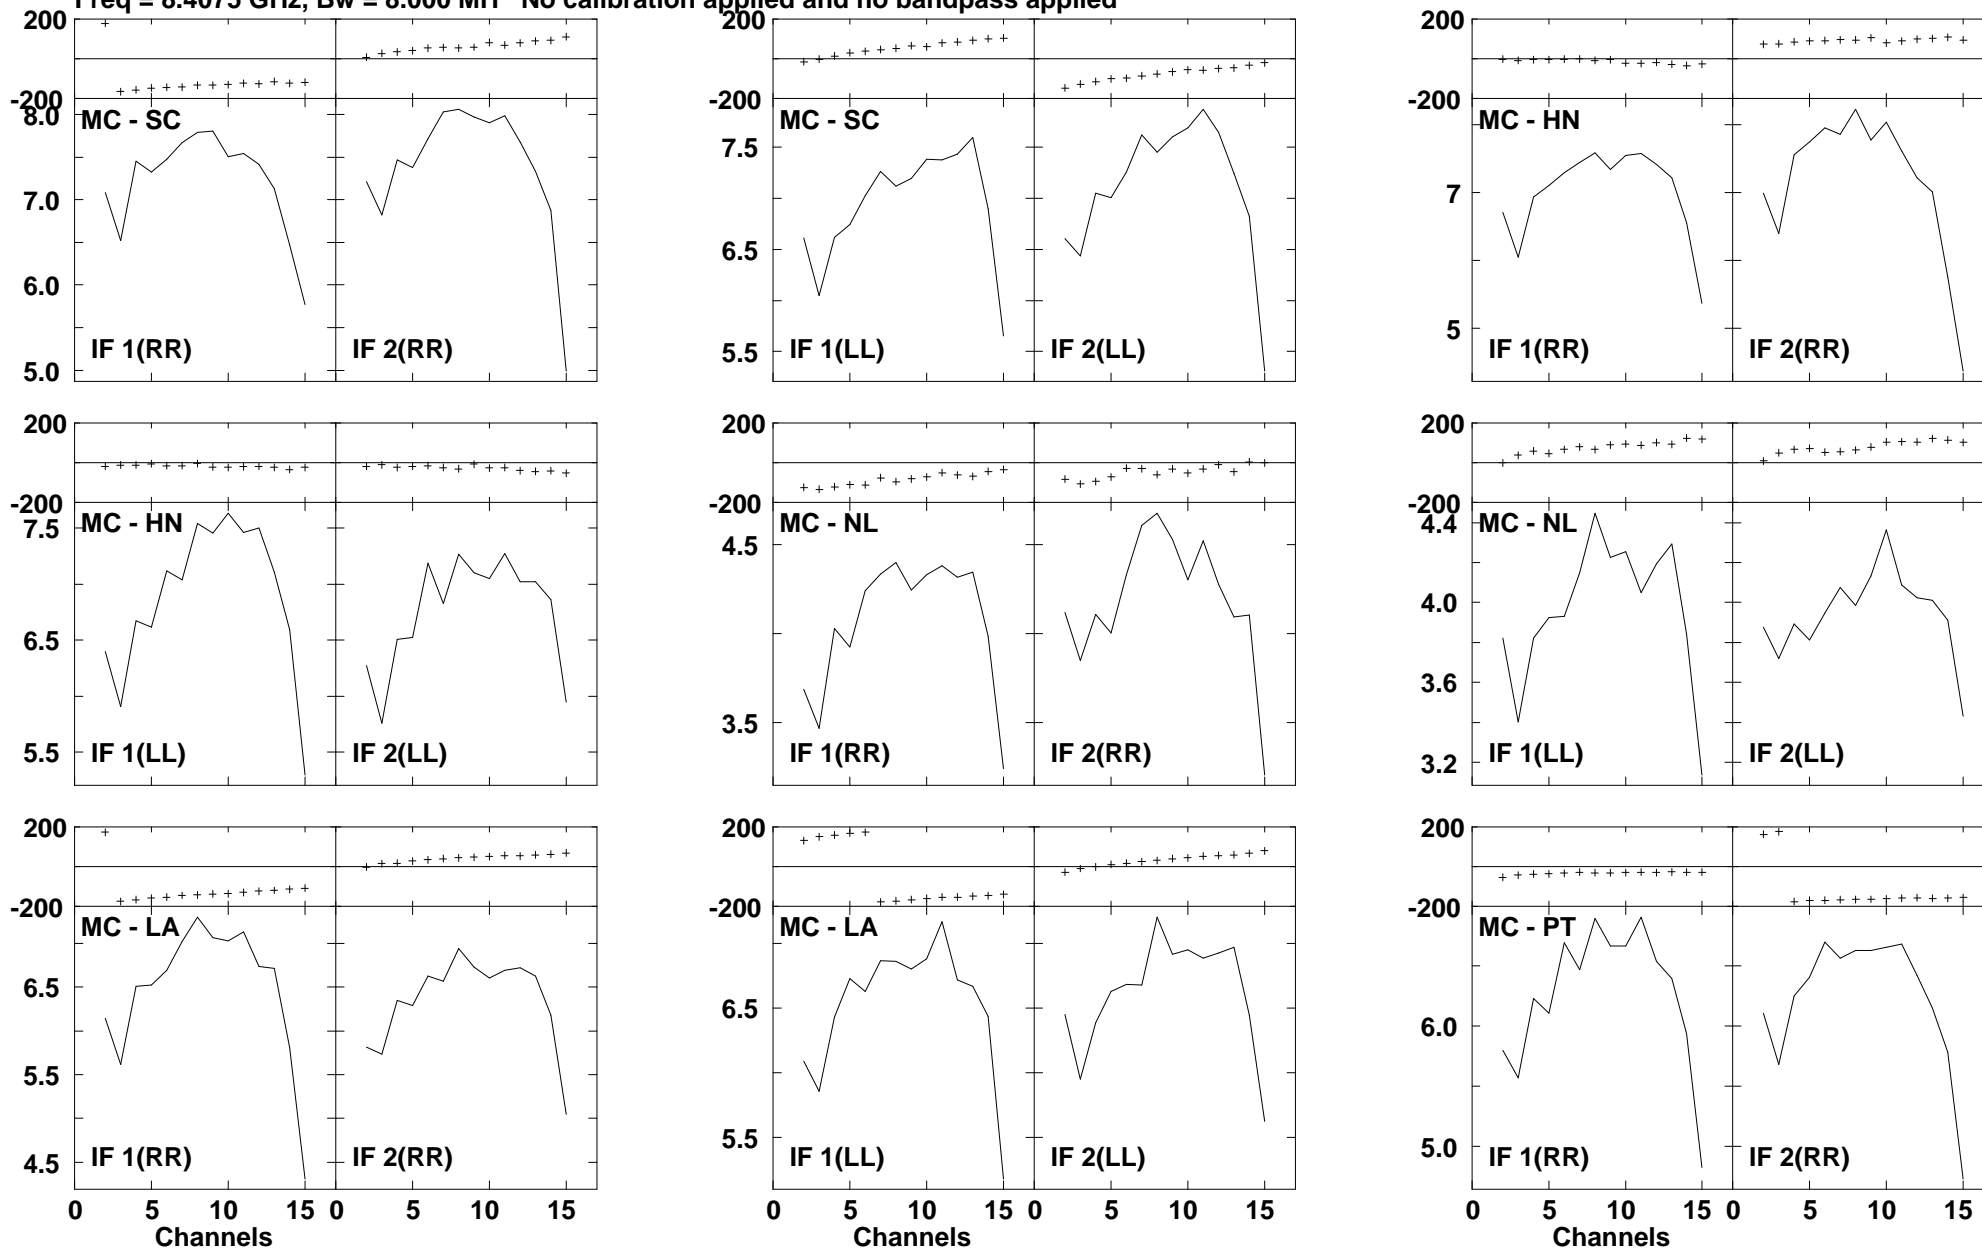 Freq = 8.4075 GHz, Bw = 8.000 MH No calibration applied and no bandpass applied
200
-200
8.0
7.0
6.0
5.0
MC - SC
IF 1(RR)
IF 2(RR)
200
-200
7.5
6.5
5.5
MC - SC
IF 1(LL)
IF 2(LL)
200
-200
7
5
MC - HN
IF 1(RR)
IF 2(RR)
200
-200
7.5
6.5
5.5
MC - HN
IF 1(LL)
IF 2(LL)
200
-200
4.5
3.5
MC - NL
IF 1(RR)
IF 2(RR)
200
-200
4.4
4.0
3.6
3.2
MC - NL
IF 1(LL)
IF 2(LL)
200
-200
6.5
5.5
4.5
MC - LA
IF 1(RR)
IF 2(RR)
0 5 10 15 0 5 10 15
Channels
200
-200
6.5
5.5
MC - LA
IF 1(LL)
IF 2(LL)
0 5 10 15 0 5 10 15
Channels
200
-200
6.0
5.0
MC - PT
IF 1(RR)
IF 2(RR)
0 5 10 15 0 5 10 15
Channels